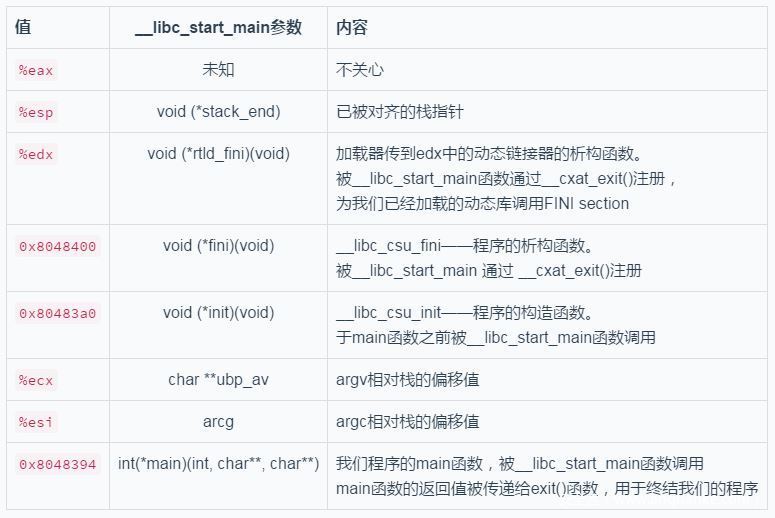 值 __libc_start_main参数 内容
%eax 未知 不关心
%esp void (*stack_end) 已被对齐的栈指针
%edx void (*rtld_fini)(void) 加载器传到edx中的动态链接器的析构函数。
被__libc_start_main函数通过__cxat_exit()注册，
为我们已经加载的动态库调用FINI section
0x8048400 void (*fini)(void) __libc_csu_fini——程序的析构函数。
被__libc_start_main 通过 __cxat_exit()注册
0x80483a0 void (*init)(void) __libc_csu_init——程序的构造函数。
于main函数之前被__libc_start_main函数调用
%ecx char **ubp_av argv相对栈的偏移值
%esi arcg argc相对栈的偏移值
0x8048394 int(*main)(int, char**, char**) 我们程序的main函数，被__libc_start_main函数调用
main函数的返回值被传递给exit()函数，用于终结我们的程序